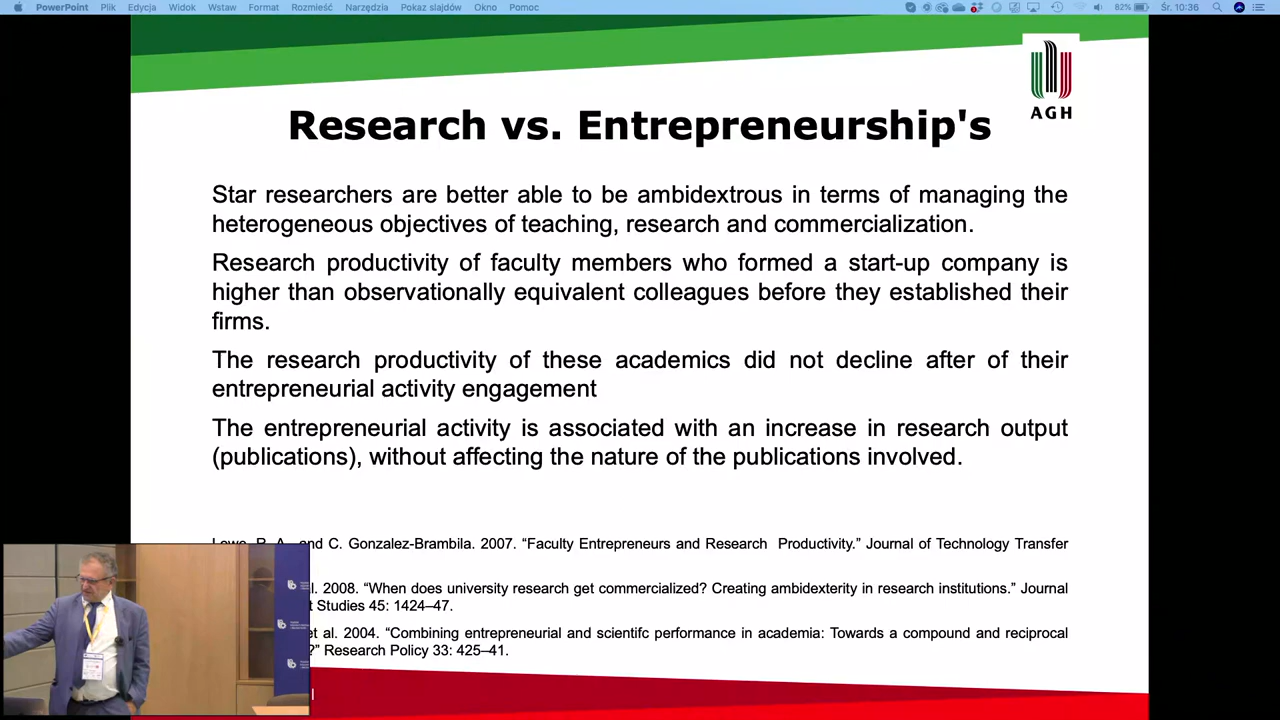 PowerPoint Plik Edycja Widok Wstaw Format Rozmieść Narzędzia Pokaz slajdów Okno Pomoc 82% Śr. 10:36
AGH
Research vs. Entrepreneurship's
Star researchers are better able to be ambidextrous in terms of managing the
heterogeneous objectives of teaching, research and commercialization.
Research productivity of faculty members who formed a start-up company is
higher than observationally equivalent colleagues before they established their
firms.
The research productivity of these academics did not decline after of their
entrepreneurial activity engagement
The entrepreneurial activity is associated with an increase in research output
(publications), without affecting the nature of the publications involved.
and C. Gonzalez-Brambila. 2007. “Faculty Entrepreneurs and Research Productivity.” Journal of Technology Transfer
2008. “When does university research get commercialized? Creating ambidexterity in research institutions.” Journal
Studies 45: 1424–47.
et al. 2004. “Combining entrepreneurial and scientifc performance in academia: Towards a compound and reciprocal
Research Policy 33: 425–41.